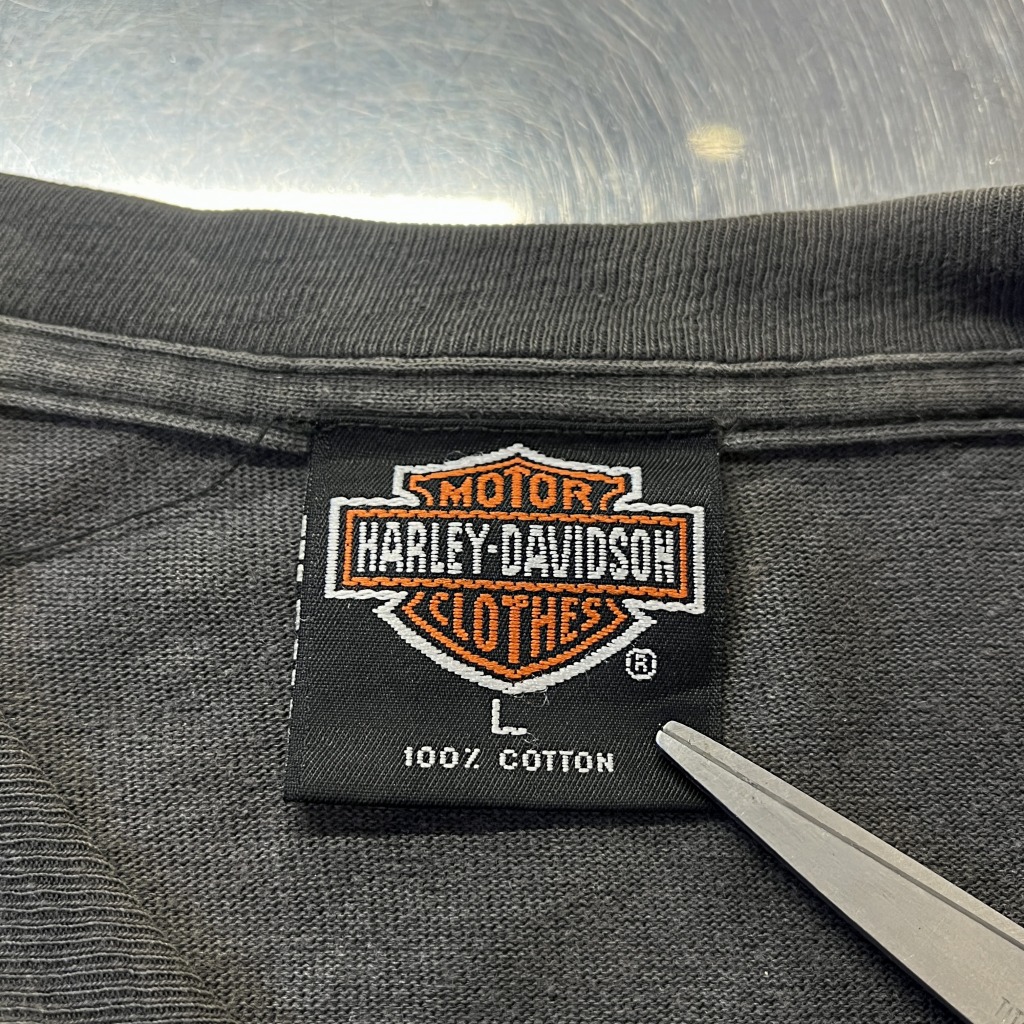 MOTOR
HARLEY-DAVIDSON
CLOTHES
®
L
100% COTTON